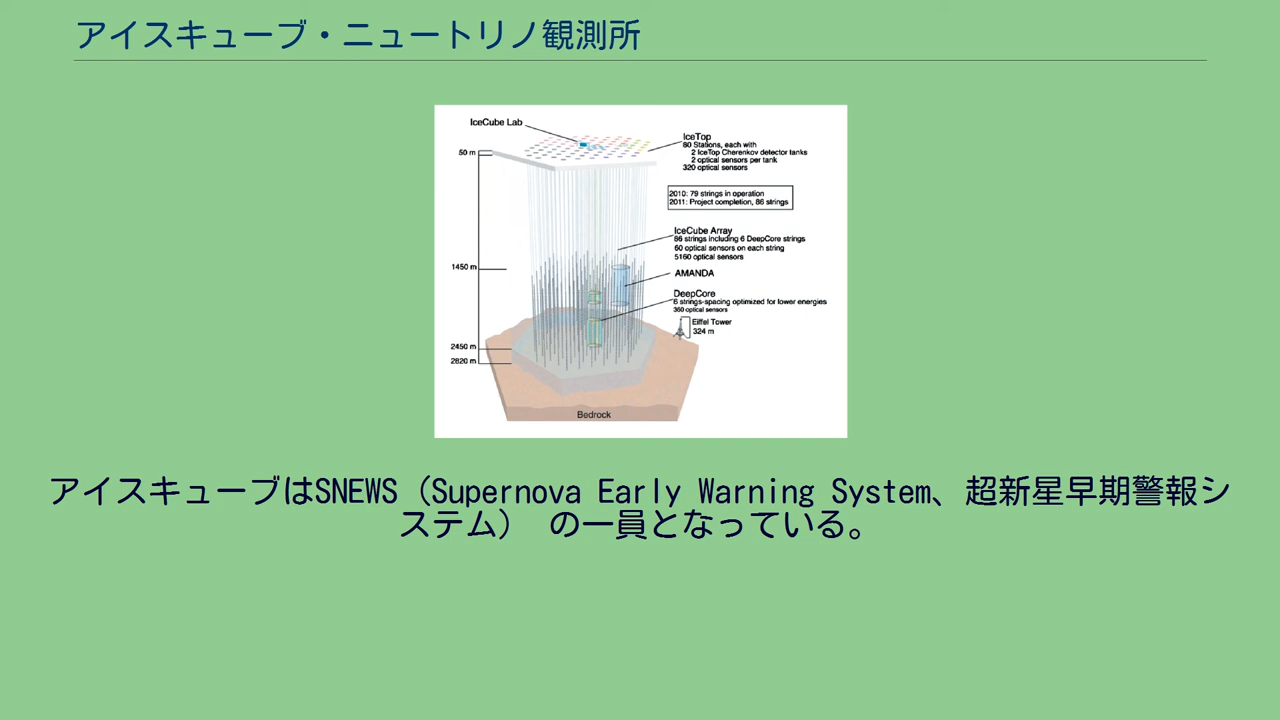 アイスキューブ・ニュートリノ観測所
IceCube Lab
50 m
1450 m
2450 m
2820 m
IceTop
80 Stations, each with
2 IceTop Cherenkov detector tanks
2 optical sensors per tank
320 optical sensors
2010: 79 strings in operation
2011: Project completion, 86 strings
IceCube Array
86 strings including 6 DeepCore strings
60 optical sensors on each string
5160 optical sensors
AMANDA
DeepCore
6 strings-spacing optimized for lower energies
360 optical sensors
Eiffel Tower
324 m
Bedrock
アイスキューブはSNEWS（Supernova Early Warning System、超新星早期警報シ
ステム） の一員となっている。